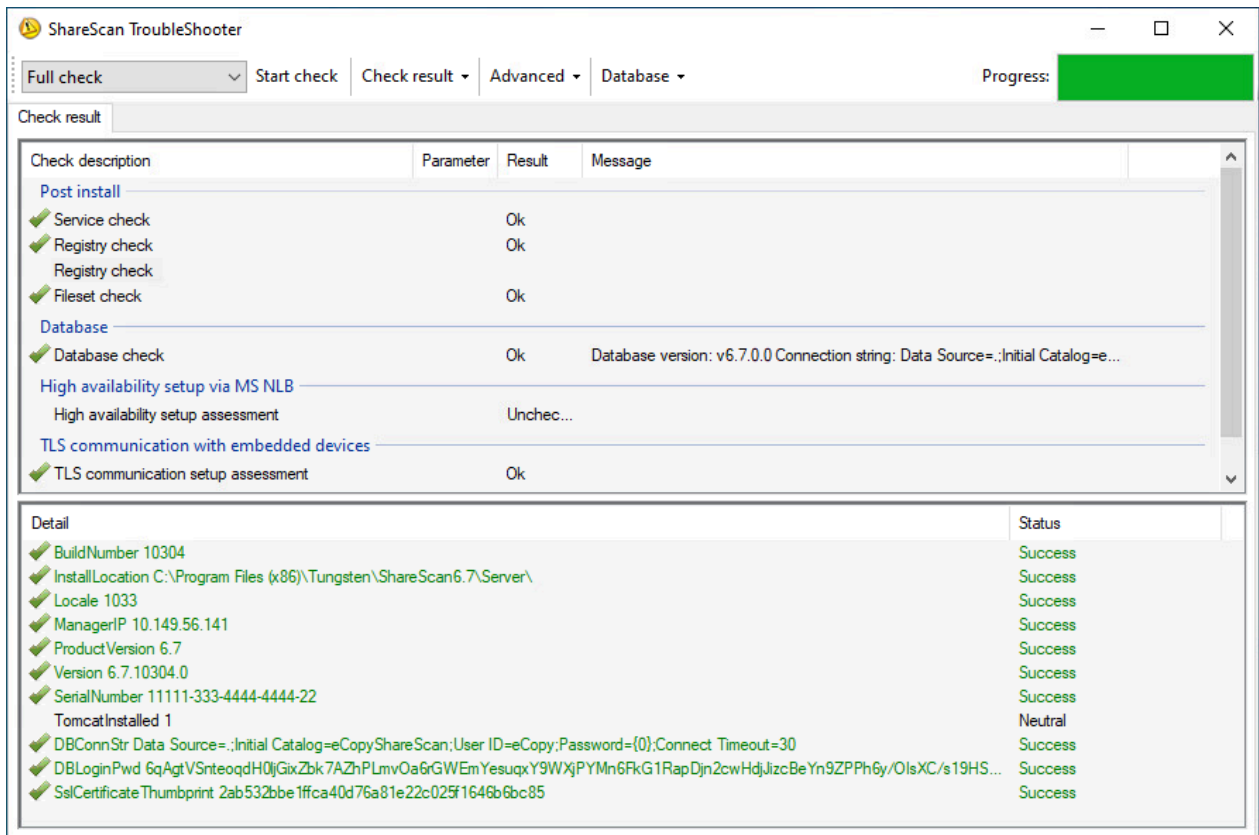 ShareScan TroubleShooter
Full check Start check Check result Advanced Database Progress:
Check result
Check description Parameter Result Message
Post install
Service check Ok
Registry check Ok
Registry check
Fileset check Ok
Database
Database check Ok Database version: v6.7.0.0 Connection string: Data Source=.;Initial Catalog=e...
High availability setup via MS NLB
High availability setup assessment Unchec...
TLS communication with embedded devices
TLS communication setup assessment Ok
Detail Status
BuildNumber 10304 Success
InstallLocation C:\Program Files (x86)\Tungsten\ShareScan6.7\Server\ Success
Locale 1033 Success
ManagerIP 10.149.56.141 Success
ProductVersion 6.7 Success
Version 6.7.10304.0 Success
SerialNumber 11111-333-4444-4444-22 Success
TomcatInstalled 1 Neutral
DBConnStr Data Source=.;Initial Catalog=eCopyShareScan;User ID=eCopy;Password={0};Connect Timeout=30 Success
DBLoginPwd 6qAgtVSnteoqdH0ljGixZbk7AZhPLmvOa6rGWEmYesuqxY9WXjPYMn6FkG1RapDjn2cwHdjJizcBeYn9ZPPh6y/OIsXC/s19HS... Success
SslCertificateThumbprint 2ab532bbe1ffca40d76a81e22c025f1646b6bc85 Success